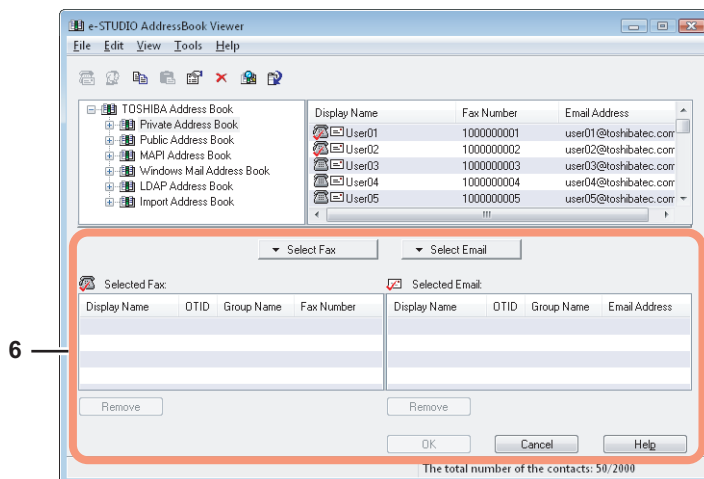 e-STUDIO AddressBook Viewer
File Edit View Tools Help
TOSHIBA Address Book
Private Address Book
Public Address Book
MAPI Address Book
Windows Mail Address Book
LDAP Address Book
Import Address Book
Display Name Fax Number Email Address
User01 1000000001 user01@toshibatec.com
User02 1000000002 user02@toshibatec.com
User03 1000000003 user03@toshibatec.com
User04 1000000004 user04@toshibatec.com
User05 1000000005 user05@toshibatec.com
Select Fax Select Email
Selected Fax: Selected Email:
Display Name OTID Group Name Fax Number Display Name OTID Group Name Email Address
6
Remove Remove
OK Cancel Help
The total number of the contacts: 50/2000